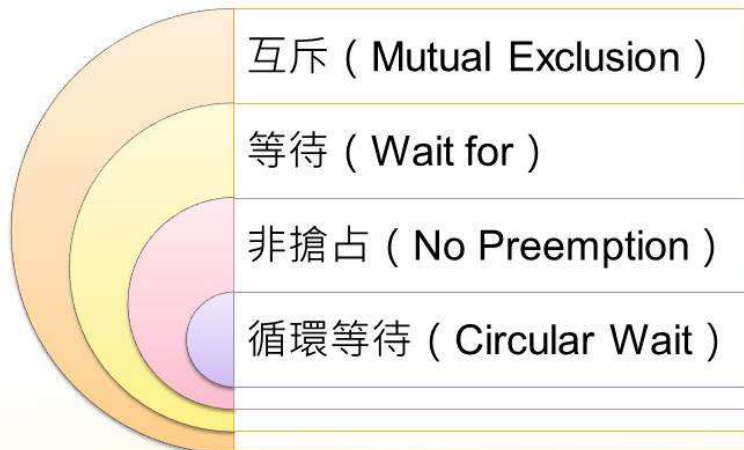 互斥（Mutual Exclusion）
等待（Wait for）
非搶占（No Preemption）
循環等待（Circular Wait）